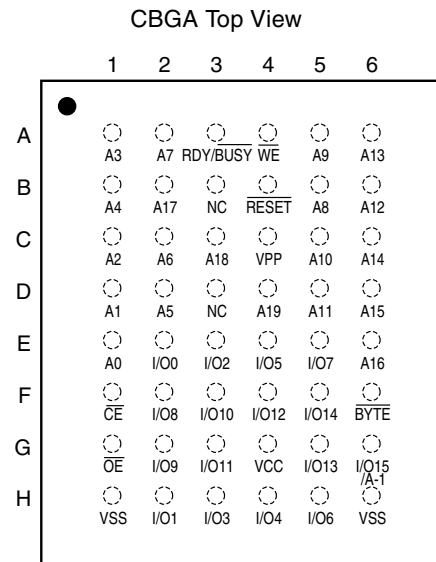 CBGA Top View
1 2 3 4 5 6
A
A3 A7 RDY/BUSY WE A9 A13
B
A4 A17 NC RESET A8 A12
C
A2 A6 A18 VPP A10 A14
D
A1 A5 NC A19 A11 A15
E
A0 I/O0 I/O2 I/O5 I/O7 A16
F
CE I/O8 I/O10 I/O12 I/O14 BYTE
G
OE I/O9 I/O11 VCC I/O13 I/O15
/A-1
H
VSS I/O1 I/O3 I/O4 I/O6 VSS